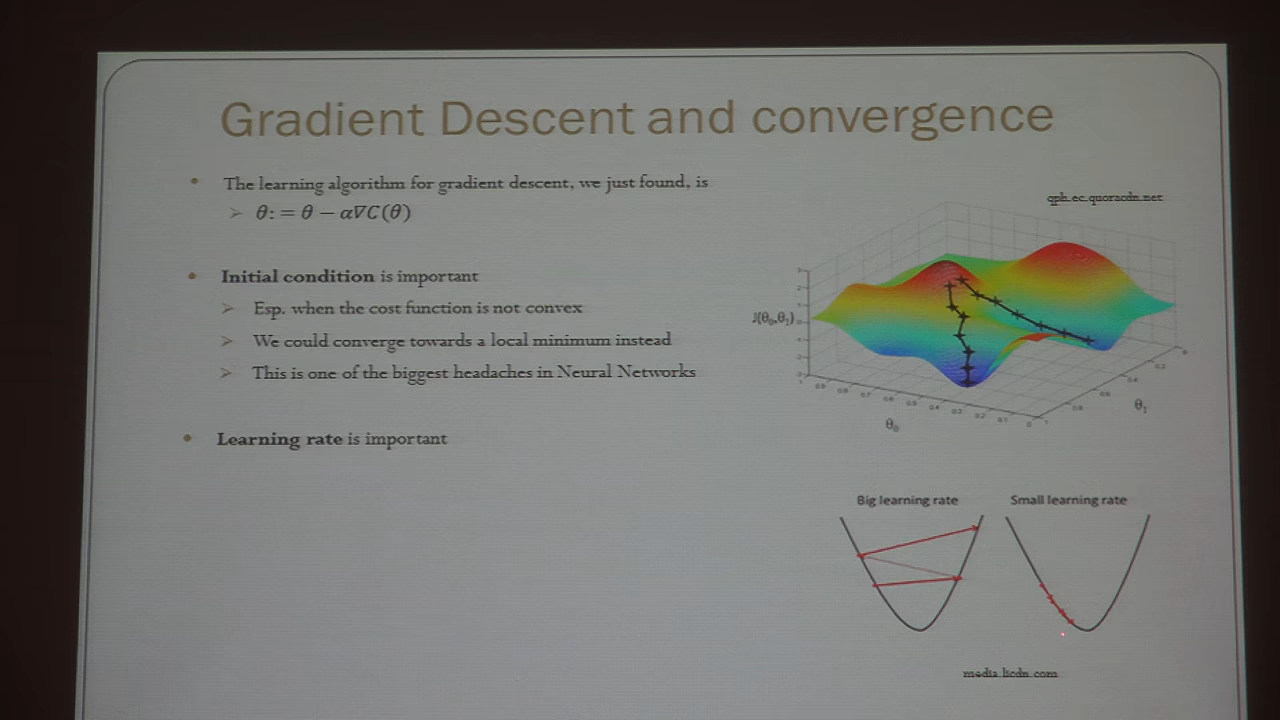 Gradient Descent and convergence
The learning algorithm for gradient descent, we just found, is
θ: = θ − α∇C(θ)
Initial condition is important
Esp. when the cost function is not convex
We could converge towards a local minimum instead
This is one of the biggest headaches in Neural Networks
Learning rate is important
qph.ec.quoracdn.net
J(θ₀,θ₁)
θ₀
θ₁
Big learning rate
Small learning rate
media.licdn.com